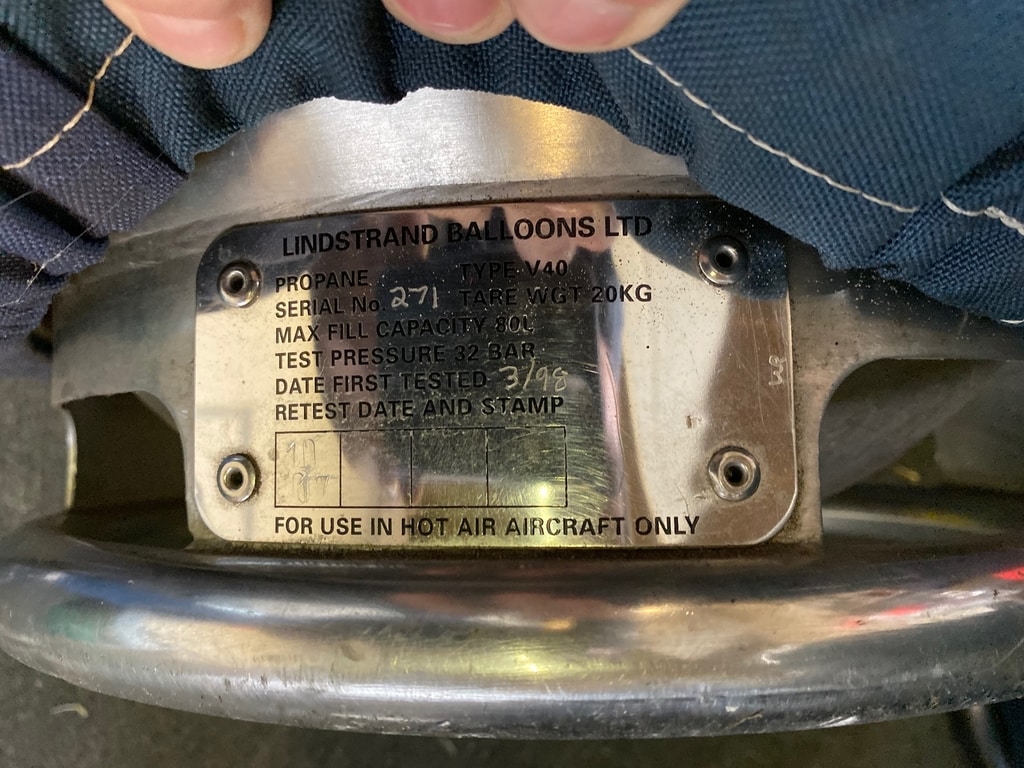 LINDSTRAND BALLOONS LTD
PROPANE TYPE V40
SERIAL No. 271 TARE WGT 20KG
MAX FILL CAPACITY 80L
TEST PRESSURE 32 BAR
DATE FIRST TESTED 3/98
RETEST DATE AND STAMP
FOR USE IN HOT AIR AIRCRAFT ONLY